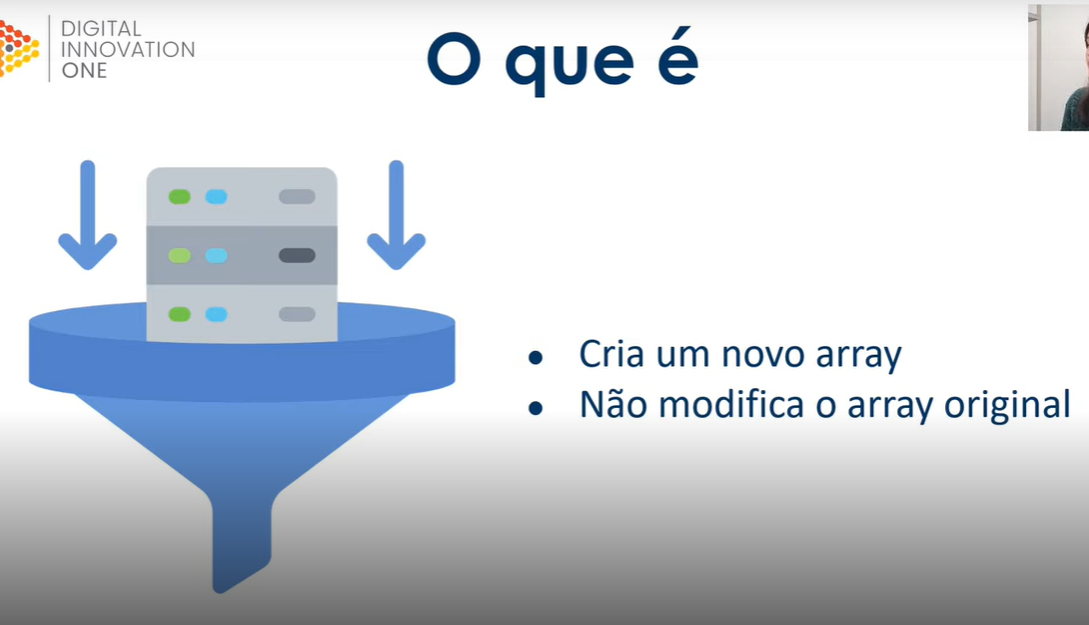 DIGITAL
INNOVATION
ONE
O que é
Cria um novo array
Não modifica o array original